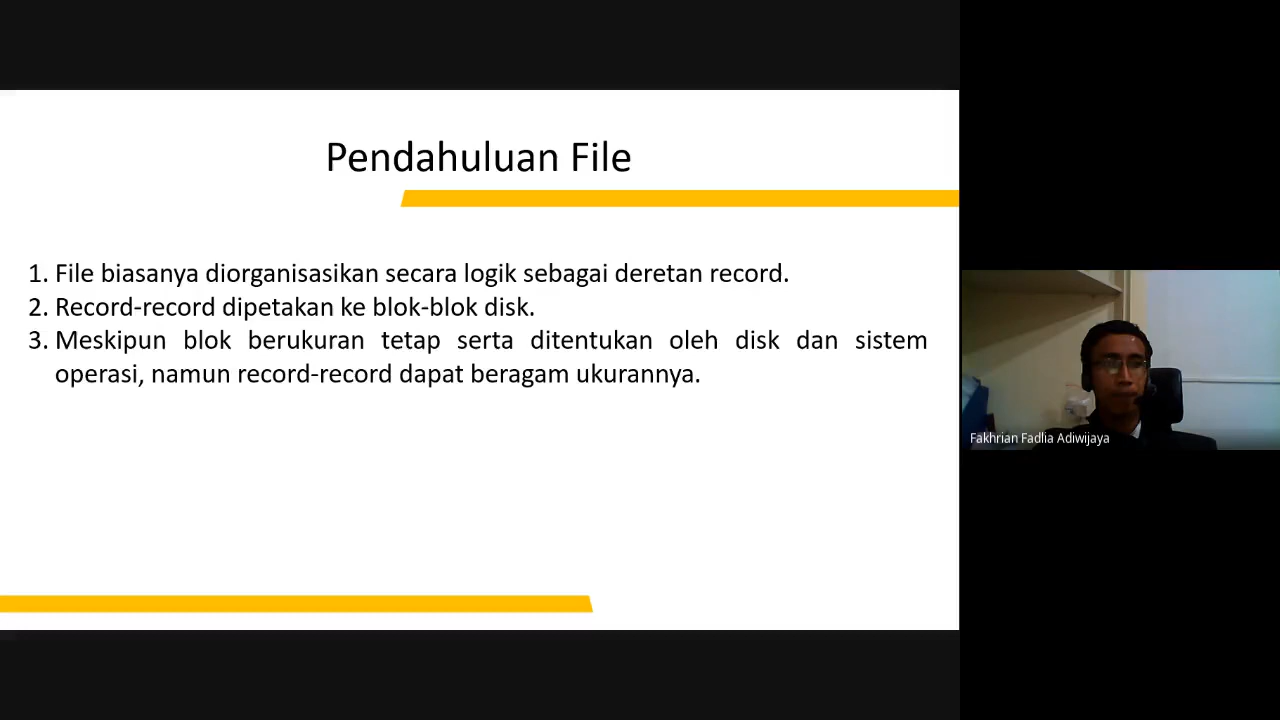 Pendahuluan File
1. File biasanya diorganisasikan secara logik sebagai deretan record.
2. Record-record dipetakan ke blok-blok disk.
3. Meskipun blok berukuran tetap serta ditentukan oleh disk dan sistem
operasi, namun record-record dapat beragam ukurannya.
Fakhrian Fadlia Adiwijaya